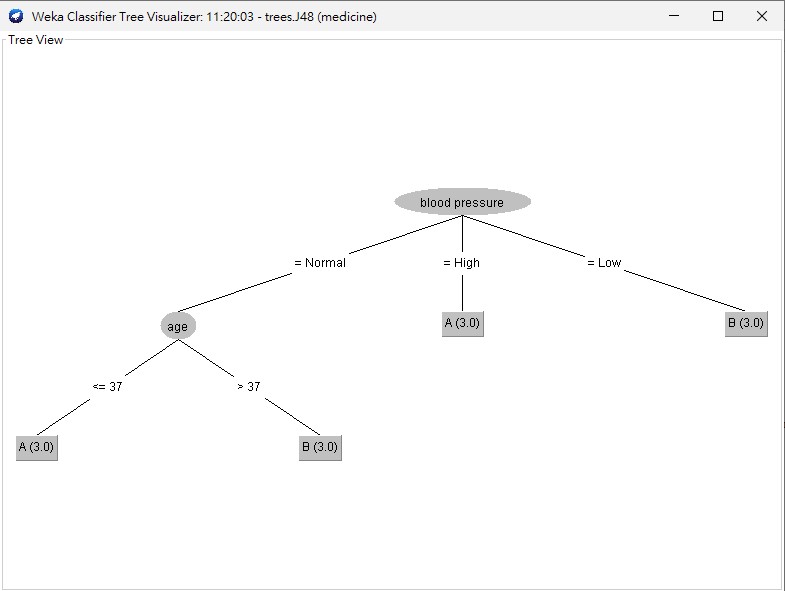 Weka Classifier Tree Visualizer: 11:20:03 - trees.J48 (medicine)
Tree View
blood pressure
= Normal
= High
= Low
age
A (3.0)
B (3.0)
<= 37
> 37
A (3.0)
B (3.0)